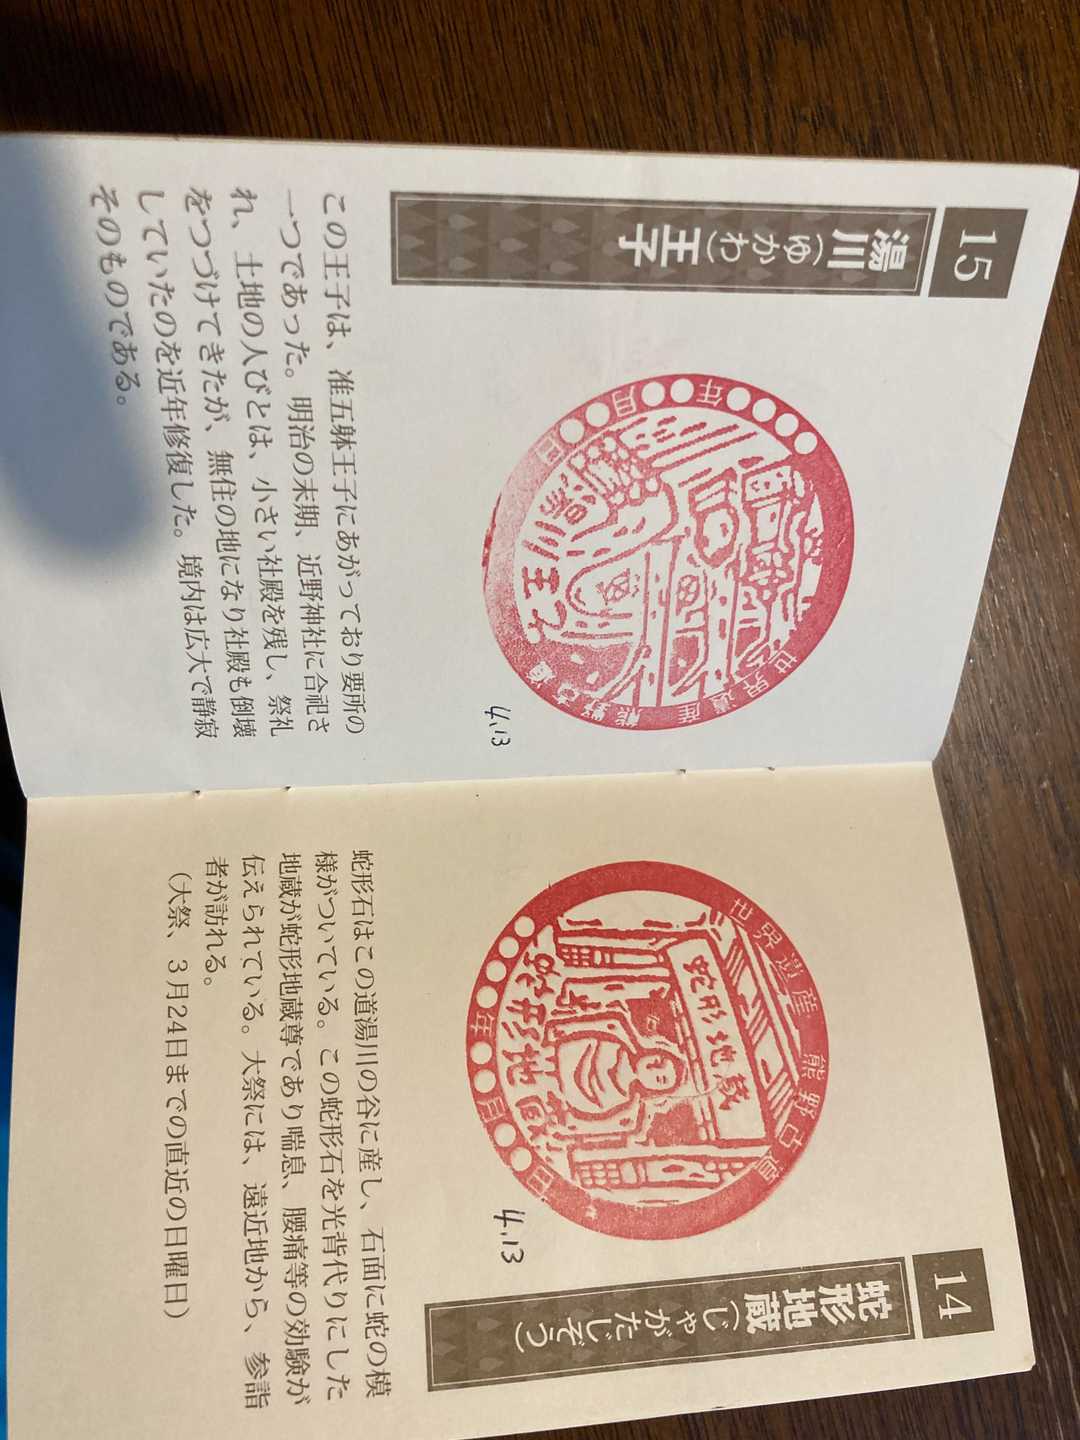 15
湯川（ゆかわ）王子
●●●●年●●月●●日
世界遺産 熊野古道
湯川王子
4.13
この王子は、准五躰王子にあがっており要所の
一つであった。明治の末期、近野神社に合祀さ
れ、土地の人びとは、小さい社殿を残し、祭礼
をつづけてきたが、無住の地になり社殿も倒壊
していたのを近年修復した。境内は広大で静寂
そのものである。
14
蛇形地蔵（じゃがたじぞう）
世界遺産 熊野古道
蛇形地蔵
蛇形地蔵
●●●●年●●月●●日
4.13
蛇形石はこの道湯川の谷に産し、石面に蛇の模
様がついている。この蛇形石を光背代りにした
地蔵が蛇形地蔵尊であり喘息、腰痛等の効験が
伝えられている。大祭には、遠近地から、参詣
者が訪れる。
（大祭、３月24日までの直近の日曜日）